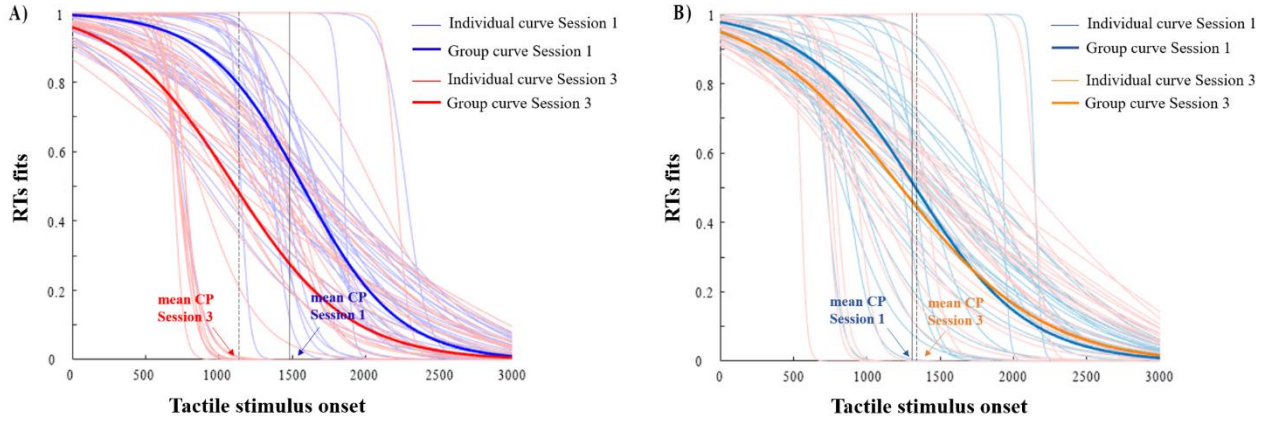 A)
RTs fits
1
0.8
0.6
0.4
0.2
0
0
500
1000
1500
2000
2500
3000
Tactile stimulus onset
Individual curve Session 1
Group curve Session 1
Individual curve Session 3
Group curve Session 3
mean CP
Session 3
mean CP
Session 1
B)
RTs fits
1
0.8
0.6
0.4
0.2
0
500
1000
1500
2000
2500
3000
Tactile stimulus onset
Individual curve Session 1
Group curve Session 1
Individual curve Session 3
Group curve Session 3
mean CP
Session 1
mean CP
Session 3